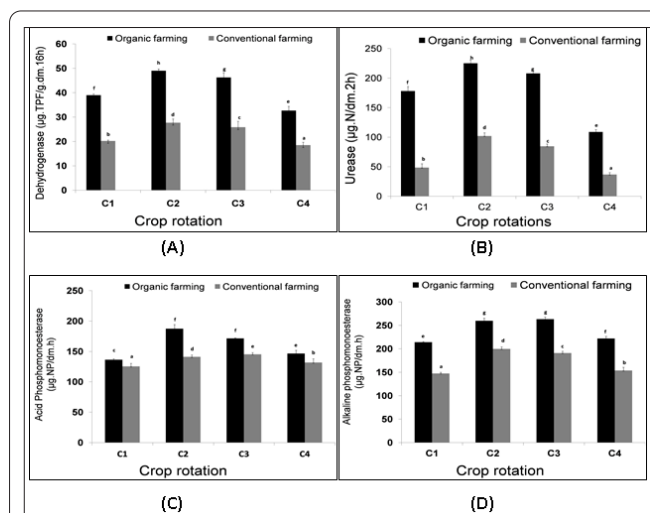 Organic farming Conventional farming
Dehydrogenase (µg.TPF/g.dm.16h)
60
50
40
30
20
10
0
f b h d g c e
C1 C2 C3 C4
Crop rotation
(A)
Organic farming Conventional farming
Urease (µg.N/dm.2h)
250
200
150
100
50
0
f b h d g c e
C1 C2 C3 C4
Crop rotations
(B)
Organic farming Conventional farming
Acid Phosphomonoesterase
(µg.NP/dm.h)
250
200
150
100
50
0
f d f e b
C1 C2 C3 C4
Crop rotation
(C)
Organic farming Conventional farming
Alkaline phosphomonoesterase
(µg.NP/dm.h)
300
250
200
150
100
50
0
g d g c f b
C1 C2 C3 C4
Crop rotation
(D)